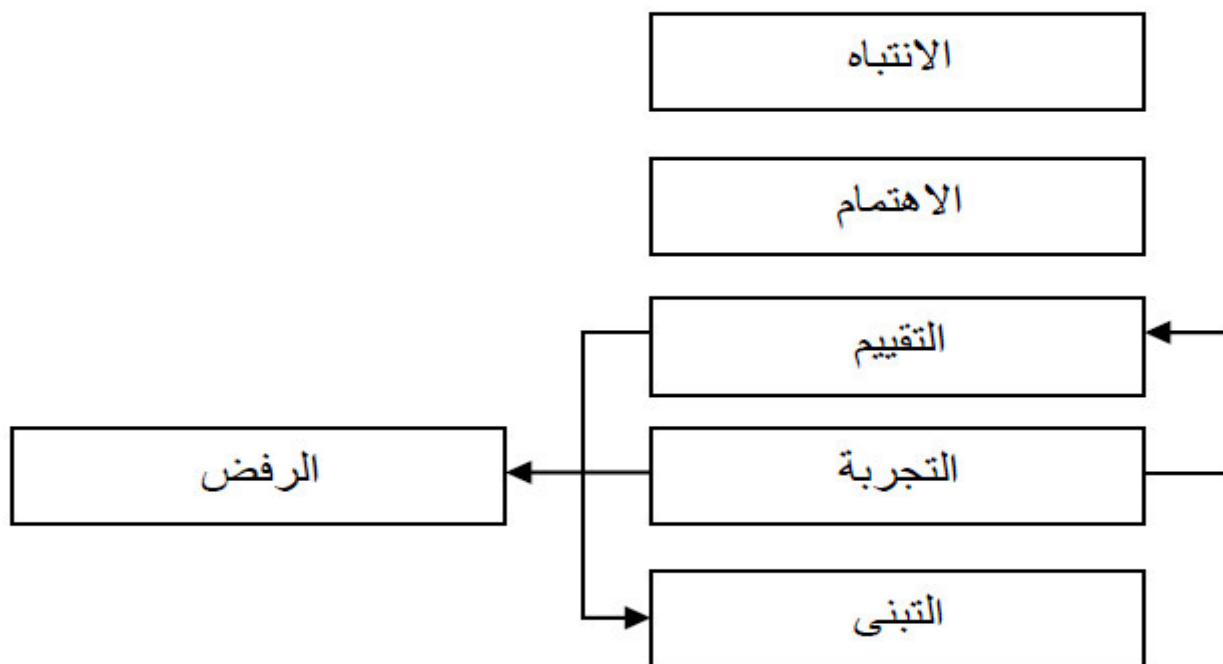 الانتباه
الاهتمام
التقييم
التجربة
الرفض
التبنى